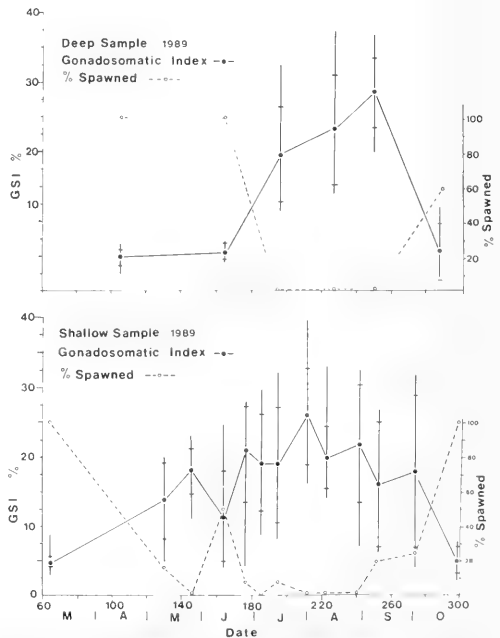 40
Deep Sample 1989
Gonadosomatic Index
% Spawned
30
20
10
GSI %
100
80
60
40
20
% Spawned
40
Shallow Sample 1989
Gonadosomatic Index
% Spawned
30
20
10
0
GSI %
100
80
60
40
20
% Spawned
60 100 140 180 220 260 300
M | A | M | J | J | A | S | O
Date